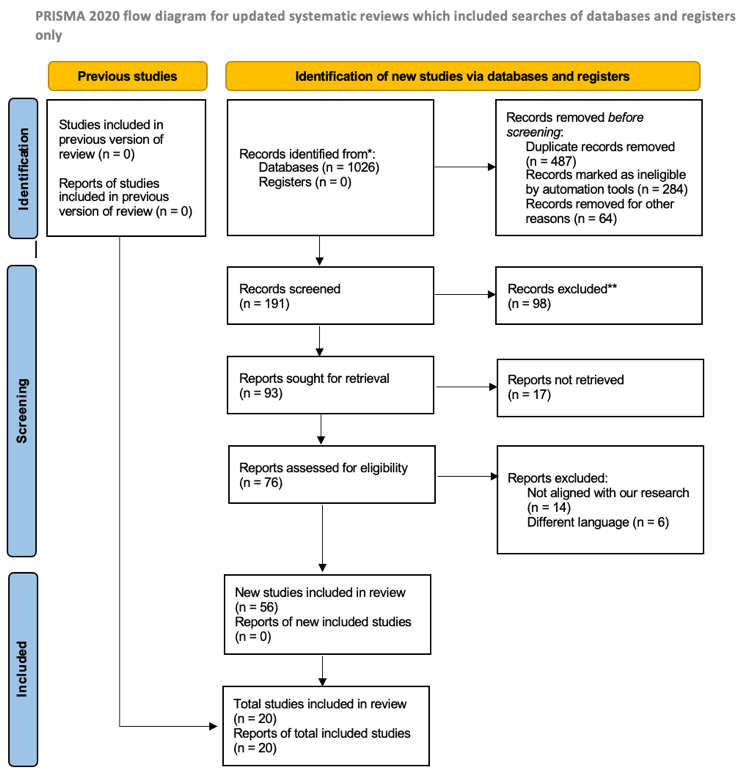 PRISMA 2020 flow diagram for updated systematic reviews which included searches of databases and registers
only
Previous studies
Identification of new studies via databases and registers
Identification
Studies included in
previous version of
review (n = 0)
Reports of studies
included in previous
version of review (n = 0)
Records identified from*:
Databases (n = 1026)
Registers (n = 0)
Records removed before
screening:
Duplicate records removed
(n = 487)
Records marked as ineligible
by automation tools (n = 284)
Records removed for other
reasons (n = 64)
Screening
Records screened
(n = 191)
Records excluded**
(n = 98)
Reports sought for retrieval
(n = 93)
Reports not retrieved
(n = 17)
Reports assessed for eligibility
(n = 76)
Reports excluded:
Not aligned with our research
(n = 14)
Different language (n = 6)
Included
New studies included in review
(n = 56)
Reports of new included studies
(n = 0)
Total studies included in review
(n = 20)
Reports of total included studies
(n = 20)